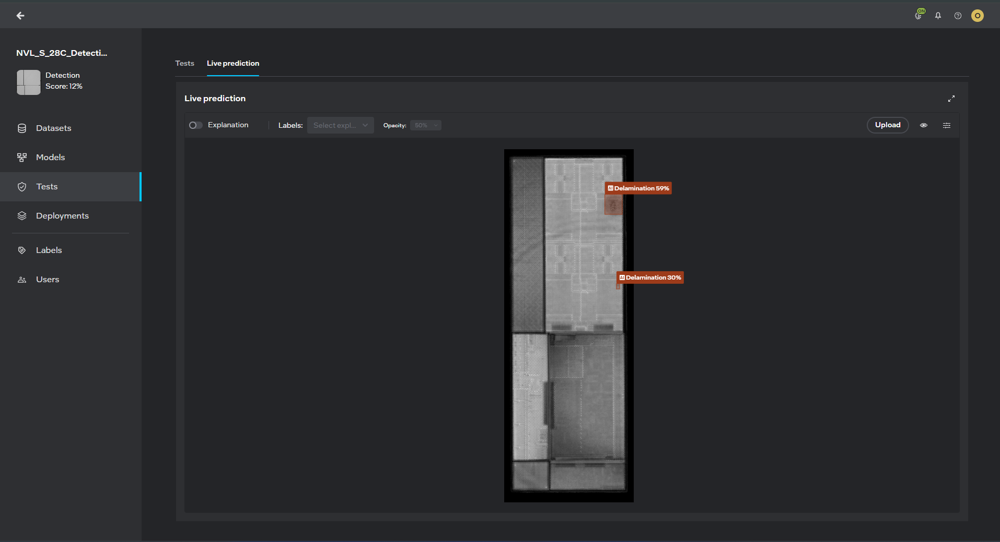 ON
O
NVL_S_28C_Detecti...
Detection
Score: 12%
Datasets
Models
Tests
Deployments
Labels
Users
Tests
Live prediction
Live prediction
Explanation
Labels:
Select expl...
Opacity:
50%
Upload
AI Delamination 59%
AI Delamination 30%